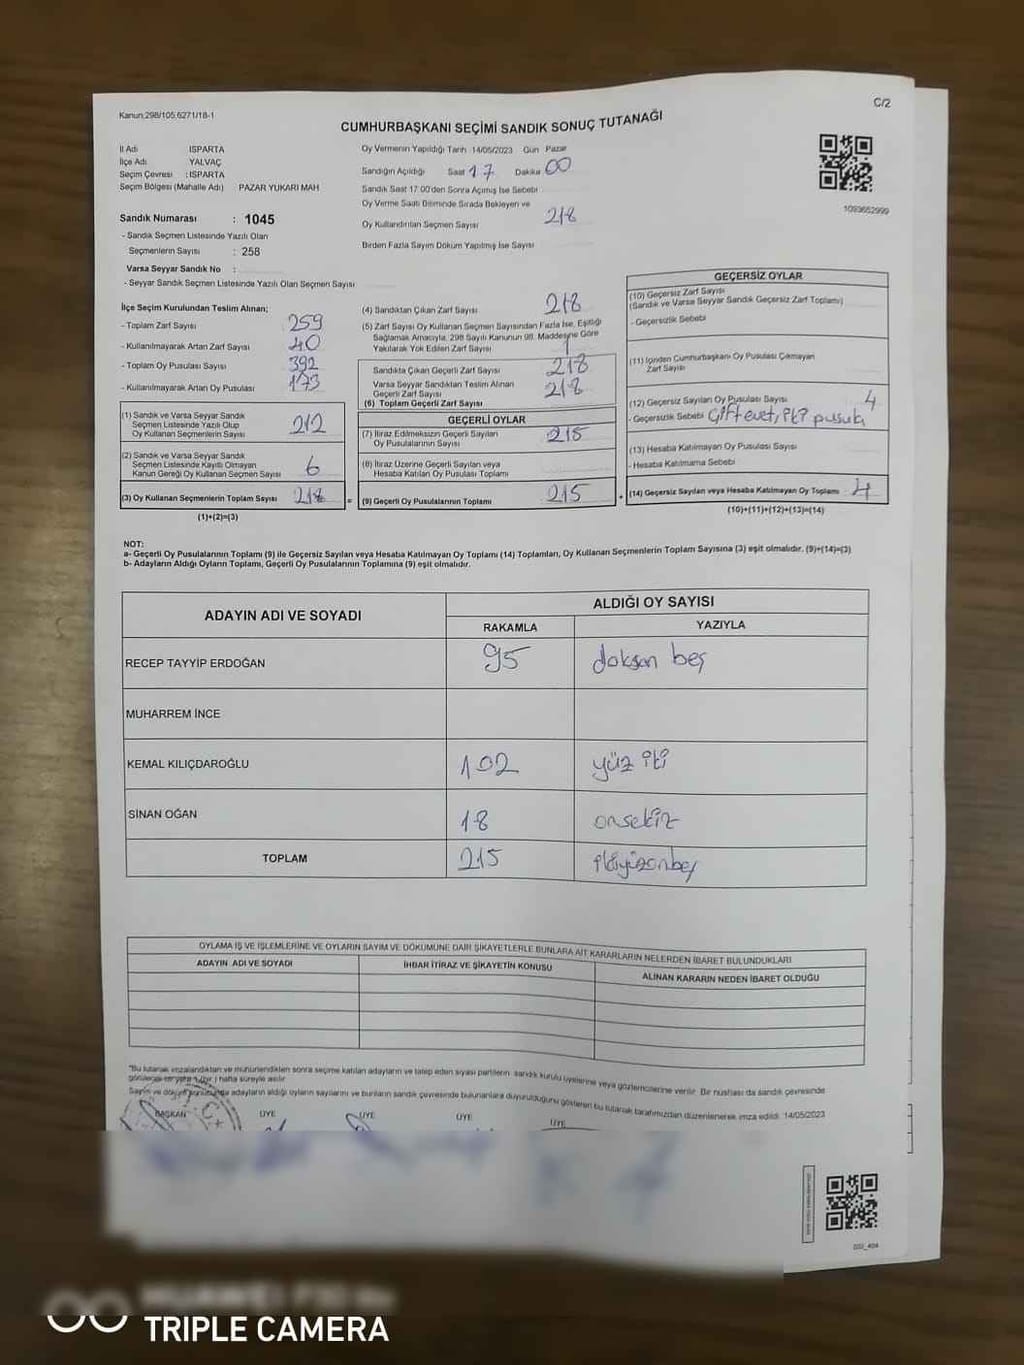 Kanun:298/105.6271/18-1
C/2
CUMHURBAŞKANI SEÇİMİ SANDIK SONUÇ TUTANAĞI
İl Adı ISPARTA
İlçe Adı YALVAÇ
Seçim Çevresi : ISPARTA
Seçim Bölgesi (Mahalle Adı) PAZAR YUKARI MAH
Sandık Numarası : 1045
- Sandık Seçmen Listesinde Yazılı Olan
Seçmenlerin Sayısı : 258
Varsa Seyyar Sandık No :
- Seyyar Sandık Seçmen Listesinde Yazılı Olan Seçmen Sayısı
Oy Vermenin Yapıldığı Tarih 14/05/2023 Gün Pazar
Sandığın Açıldığı Saat 17 Dakika 00
Sandık Saat 17:00'den Sonra Açımış İse Sebebi
Oy Verme Saati Bitiminde Sırada Bekleyen ve
Oy Kullandırılan Seçmen Sayısı 218
Birden Fazla Sayım Döküm Yapılmış İse Sayısı
1093652999
İlçe Seçim Kurulundan Teslim Alınan;
- Toplam Zarf Sayısı 259
- Kullanılmayarak Artan Zarf Sayısı 40
- Toplam Oy Pusulası Sayısı 392
- Kullanılmayarak Artan Oy Pusulası 173
(1) Sandık ve Varsa Seyyar Sandık
Seçmen Listesinde Yazılı Olup
Oy Kullanan Seçmenlerin Sayısı 212
(2) Sandık ve Varsa Seyyar Sandık
Seçmen Listesinde Kayıtlı Olmayan
Kanun Gereği Oy Kullanan Seçmen Sayısı 6
(3) Oy Kullanan Seçmenlerin Toplam Sayısı 218
(1)+(2)=(3)
=
(4) Sandıktan Çıkan Zarf Sayısı 218
(5) Zarf Sayısı Oy Kullanan Seçmen Sayısından Fazla İse, Eşitliği
Sağlamak Amacıyla, 298 Sayılı Kanunun 98. Maddesine Göre
Yakılarak Yok Edilen Zarf Sayısı 1
Sandıkta Çıkan Geçerli Zarf Sayısı 218
Varsa Seyyar Sandıktan Teslim Alınan
Geçerli Zarf Sayısı 218
(6) Toplam Geçerli Zarf Sayısı
GEÇERLİ OYLAR
(7) İtiraz Edilmeksizin Geçerli Sayılan
Oy Pusulalarının Sayısı 215
(8) İtiraz Üzerine Geçerli Sayılan veya
Hesaba Katılan Oy Pusulası Toplamı
(9) Geçerli Oy Pusulalarının Toplamı 215
+
GEÇERSİZ OYLAR
(10) Geçersiz Zarf Sayısı
(Sandık ve Varsa Seyyar Sandık Geçersiz Zarf Toplamı)
- Geçersizlik Sebebi
(11) İçinden Cumhurbaşkanı Oy Pusulası Çıkmayan
Zarf Sayısı
(12) Geçersiz Sayılan Oy Pusulası Sayısı 4
- Geçersizlik Sebebi Çift evet, iki pusula
(13) Hesaba Katılmayan Oy Pusulası Sayısı
- Hesaba Katılmama Sebebi
(14) Geçersiz Sayılan veya Hesaba Katılmayan Oy Toplamı 4
(10)+(11)+(12)+(13)=(14)
NOT:
a- Geçerli Oy Pusulalarının Toplamı (9) ile Geçersiz Sayılan veya Hesaba Katılmayan Oy Toplamı (14) Toplamları, Oy Kullanan Seçmenlerin Toplam Sayısına (3) eşit olmalıdır. (9)+(14)=(3)
b- Adayların Aldığı Oyların Toplamı, Geçerli Oy Pusulalarının Toplamına (9) eşit olmalıdır.
ADAYIN ADI VE SOYADI ALDIĞI OY SAYISI
RAKAMLA YAZIYLA
RECEP TAYYİP ERDOĞAN 95 doksan beş
MUHARREM İNCE
KEMAL KILIÇDAROĞLU 102 yüz iki
SİNAN OĞAN 18 onsekiz
TOPLAM 215 ikiyüzonbeş
OYLAMA İŞ VE İŞLEMLERİNE VE OYLARIN SAYIM VE DÖKÜMÜNE DAİR ŞİKAYETLERLE BUNLARA AİT KARARLARIN NELERDEN İBARET BULUNDUKLARI
ADAYIN ADI VE SOYADI İHBAR İTİRAZ VE ŞİKAYETİN KONUSU ALINAN KARARIN NEDEN İBARET OLDUĞU
"Bu tutanak imzalandıktan ve mühürlendikten sonra seçime katılan adayların ve talep eden siyasi partilerin sandık kurulu üyelerine veya gözlemcilerine verilir. Bir nüshası da sandık çevresinde
görülecek bir yere 1 (bir) hafta süreyle asılır
Sayım ve döküm sonucunda adayların aldığı oyların sayılarını ve bunların sandık çevresinde bulunanlara duyurulduğunu gösteren bu tutanak tarafımızdan düzenlenerek imza edildi. 14/05/2023
BAŞKAN ÜYE ÜYE ÜYE ÜYE
T.C.
TRIPLE CAMERA